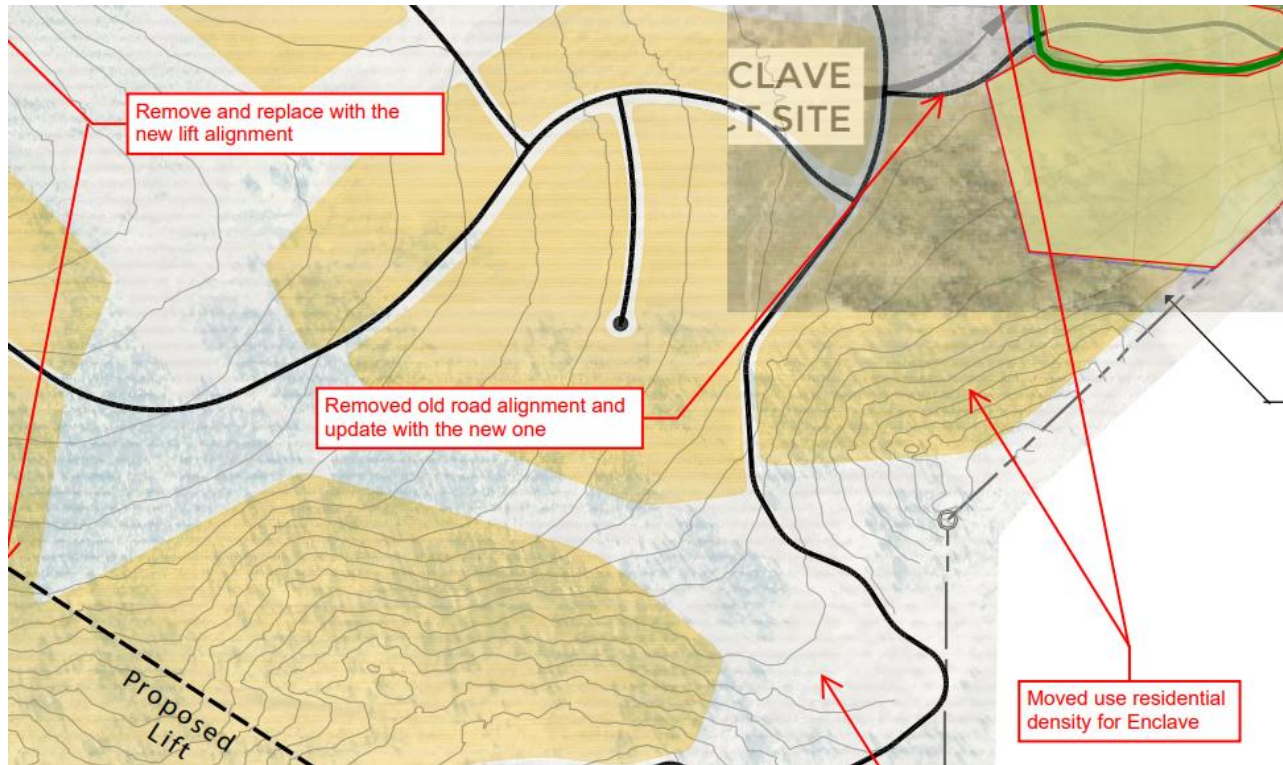 CLAVE
CT SITE
Remove and replace with the
new lift alignment
Removed old road alignment and
update with the new one
Moved use residential
density for Enclave
Proposed
Lift